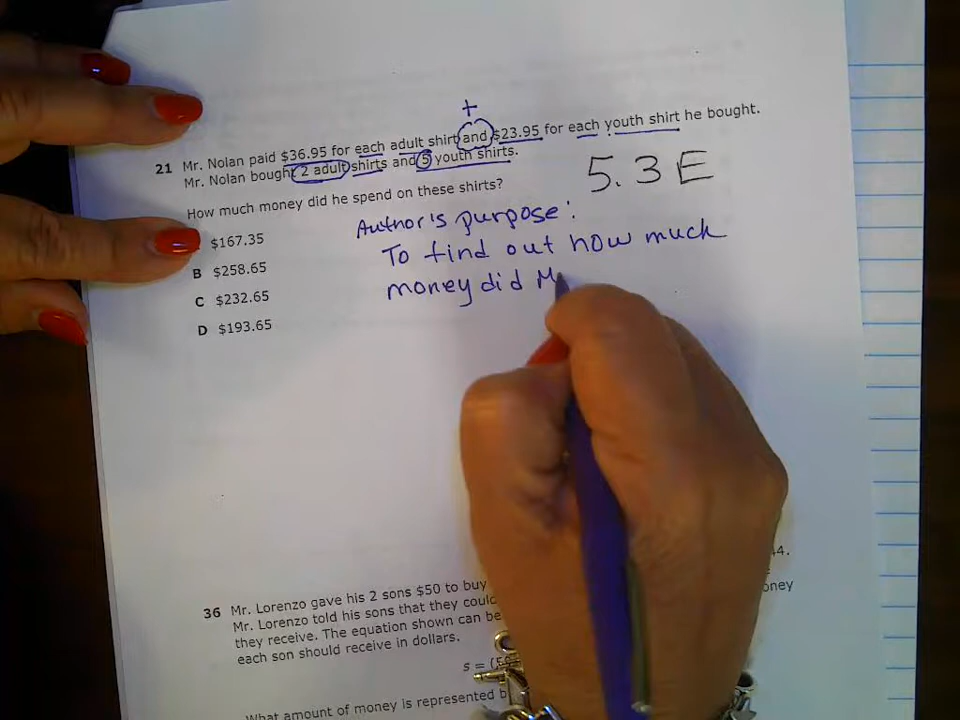 +
21 Mr. Nolan paid $36.95 for each adult shirt and $23.95 for each youth shirt he bought.
Mr. Nolan bought 2 adult shirts and 5 youth shirts.
5.3E
How much money did he spend on these shirts?
$167.35
B $258.65
C $232.65
D $193.65
Author's purpose:
To find out how much
money did M
44.
36 Mr. Lorenzo gave his 2 sons $50 to buy
Mr. Lorenzo told his sons that they could
they receive. The equation shown can be
each son should receive in dollars.
s =
What amount of money is represented